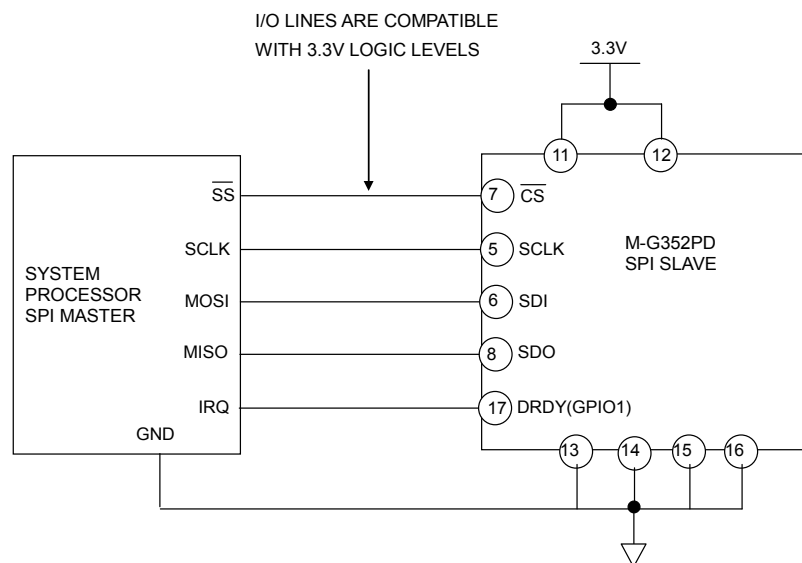 I/O LINES ARE COMPATIBLE
WITH 3.3V LOGIC LEVELS
3.3V
11
12
SS
7
CS
SCLK
5
SCLK
M-G352PD
SPI SLAVE
SYSTEM
PROCESSOR
SPI MASTER
MOSI
6
SDI
MISO
8
SDO
IRQ
17
DRDY(GPIO1)
GND
13
14
15
16